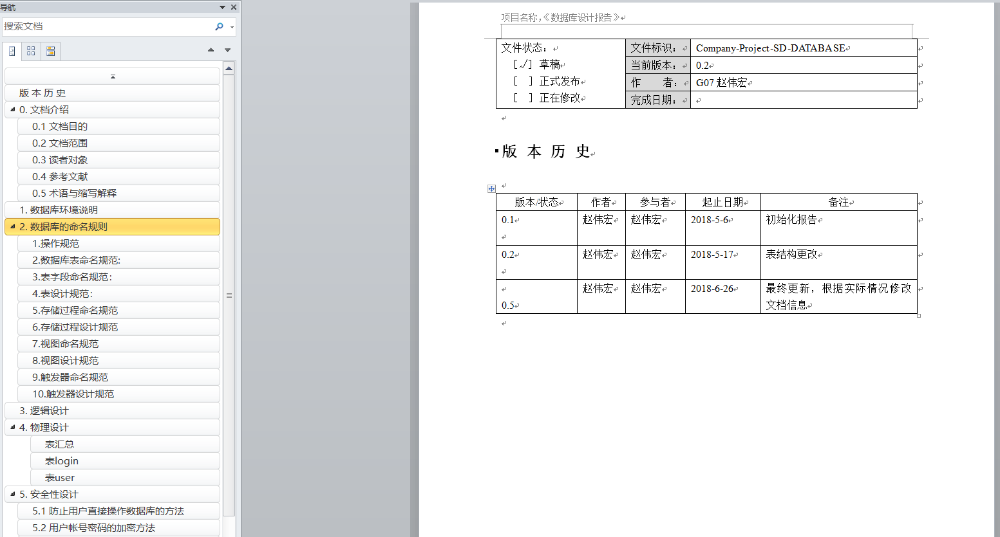 导航
搜索文档
版 本 历 史
0. 文档介绍
0.1 文档目的
0.2 文档范围
0.3 读者对象
0.4 参考文献
0.5 术语与缩写解释
1. 数据库环境说明
2. 数据库的命名规则
1.操作规范
2.数据库表命名规范:
3.表字段命名规范：
4.表设计规范：
5.存储过程命名规范
6.存储过程设计规范
7.视图命名规范
8.视图设计规范
9.触发器命名规范
10.触发器设计规范
3. 逻辑设计
4. 物理设计
表汇总
表login
表user
5. 安全性设计
5.1 防止用户直接操作数据库的方法
5.2 用户帐号密码的加密方法
项目名称，《数据库设计报告》
文件状态：
[√] 草稿
[  ] 正式发布
[  ] 正在修改
文件标识： Company-Project-SD-DATABASE
当前版本： 0.2
作    者： G07 赵伟宏
完成日期：
版 本 历 史
版本/状态 作者 参与者 起止日期 备注
0.1 赵伟宏 赵伟宏 2018-5-6 初始化报告
0.2 赵伟宏 赵伟宏 2018-5-17 表结构更改
赵伟宏 赵伟宏 2018-6-26 最终更新，根据实际情况修改
0.5 文档信息